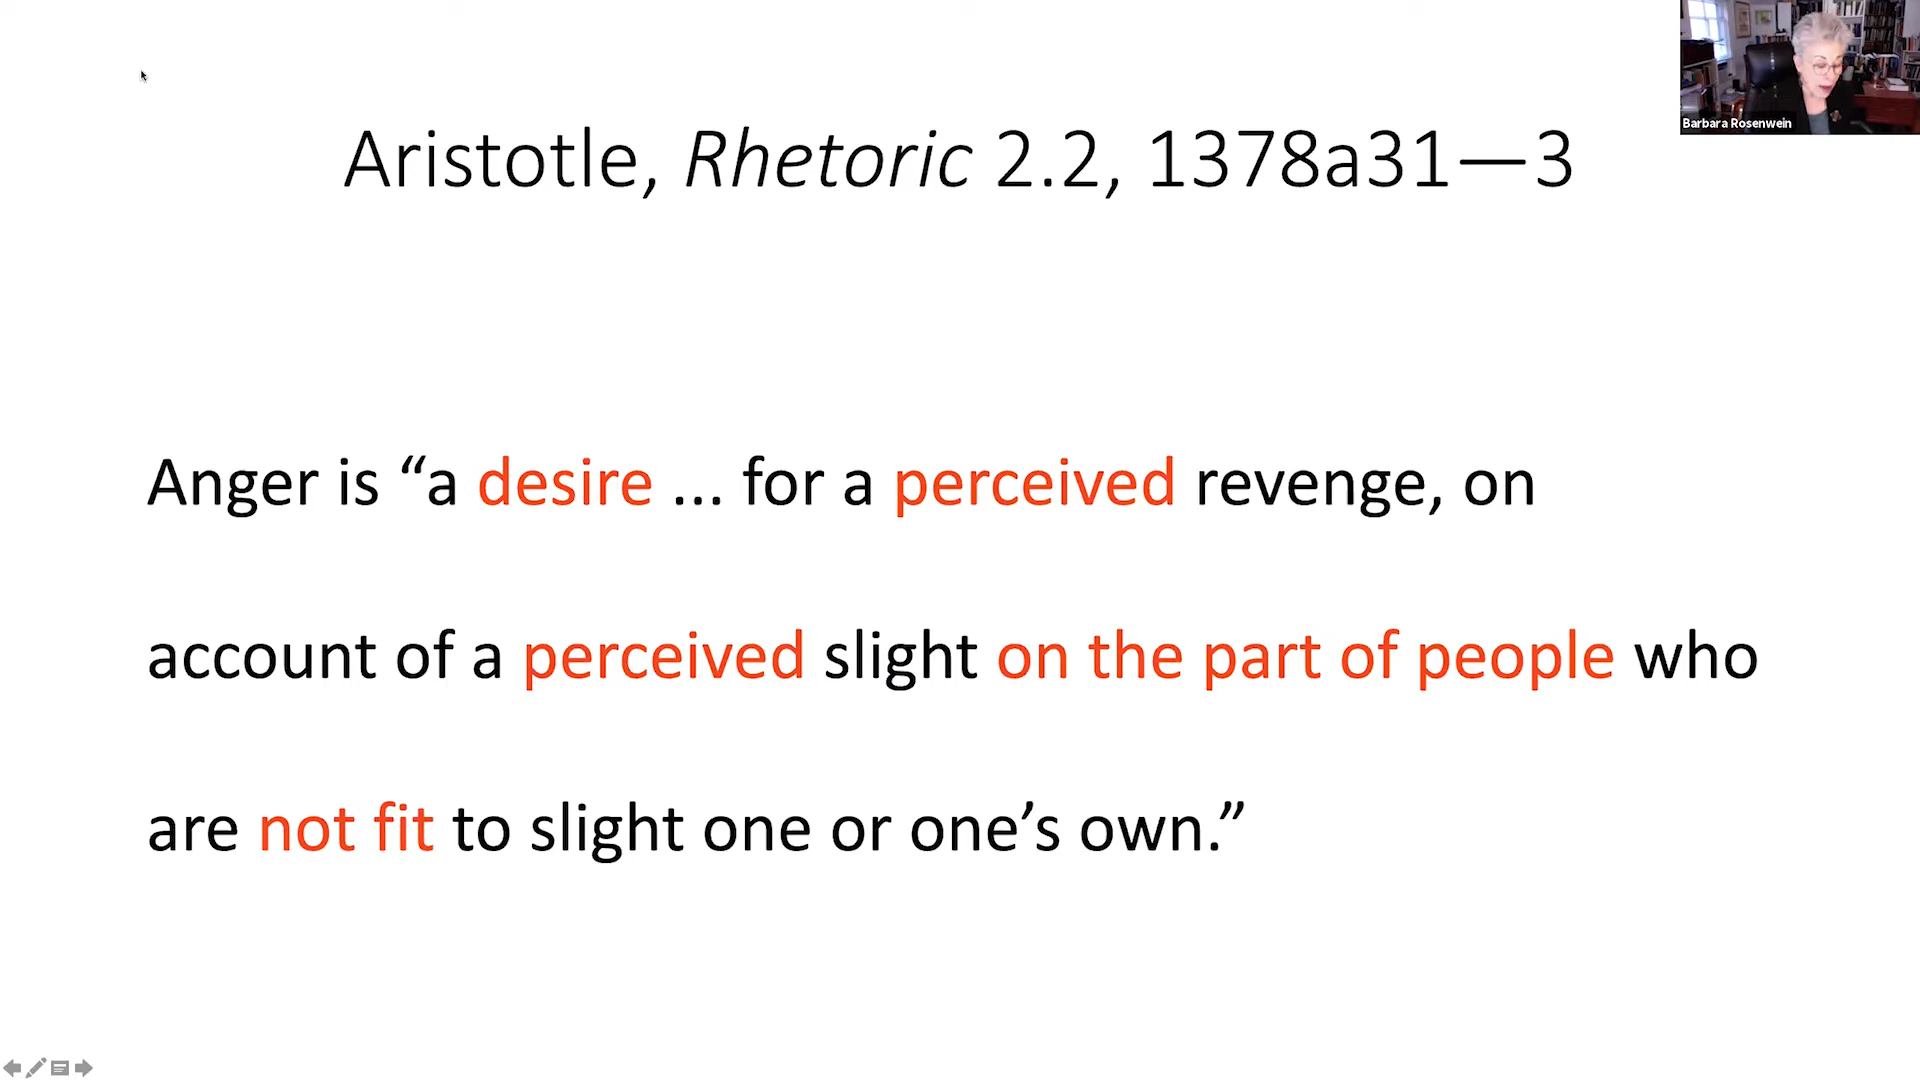 Barbara Rosenwein
Aristotle, Rhetoric 2.2, 1378a31—3
Anger is “a desire ... for a perceived revenge, on
account of a perceived slight on the part of people who
are not fit to slight one or one’s own.”